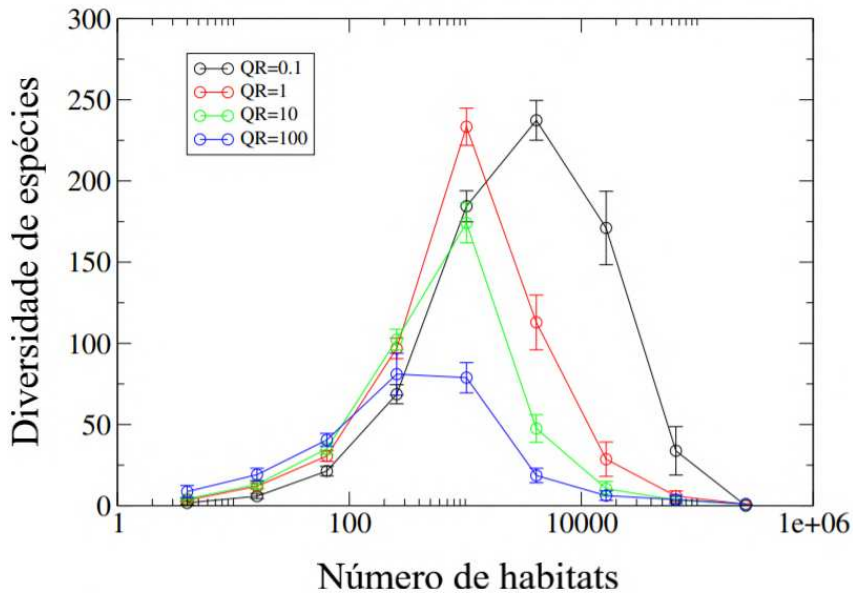 300
250
200
150
100
50
0
Diversidade de espécies
QR=0.1
QR=1
QR=10
QR=100
1 100 10000 1e+06
Número de habitats